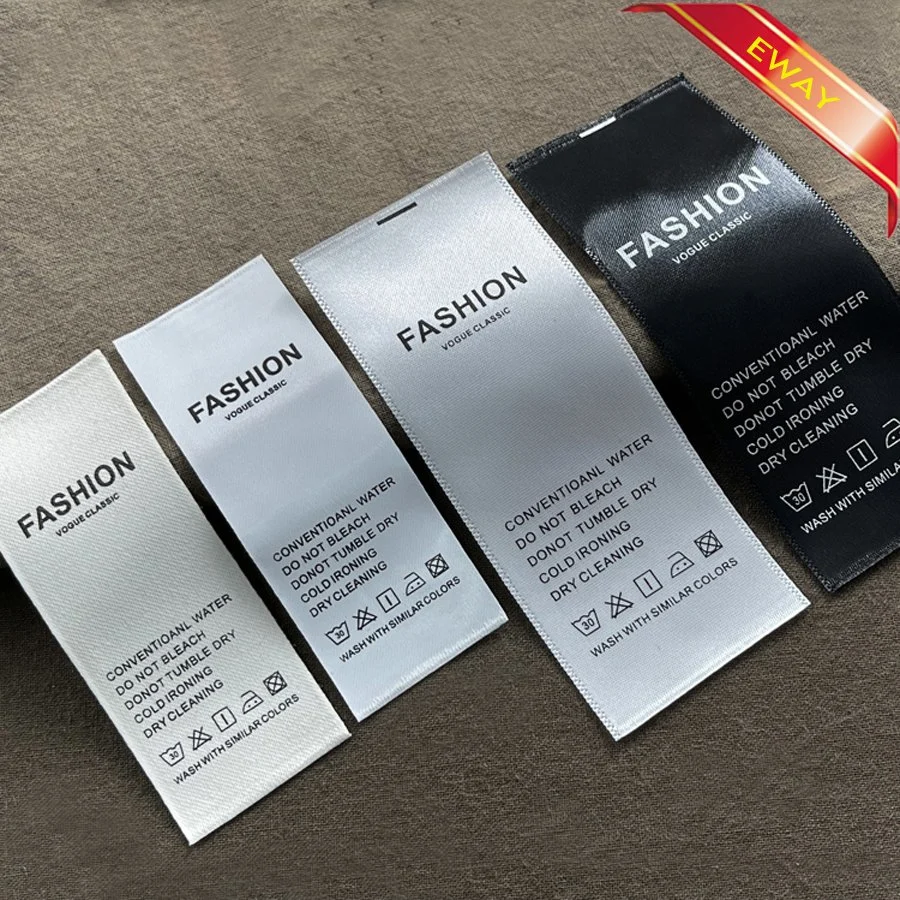 EWAY
FASHION
VOGUE CLASSIC
CONVENTIOANL WATER
DO NOT BLEACH
DONOT TUMBLE DRY
COLD IRONING
DRY CLEANING
30
WASH WITH SIMILAR COLORS
FASHION
VOGUE CLASSIC
CONVENTIOANL WATER
DO NOT BLEACH
DONOT TUMBLE DRY
COLD IRONING
DRY CLEANING
30
WASH WITH SIMILAR COLORS
FASHION
VOGUE CLASSIC
CONVENTIOANL WATER
DO NOT BLEACH
DONOT TUMBLE DRY
COLD IRONING
DRY CLEANING
30
WASH WITH SIMILAR COLORS
FASHION
VOGUE CLASSIC
CONVENTIOANL WATER
DO NOT BLEACH
DONOT TUMBLE DRY
COLD IRONING
DRY CLEANING
30
WASH WITH SIMILAR